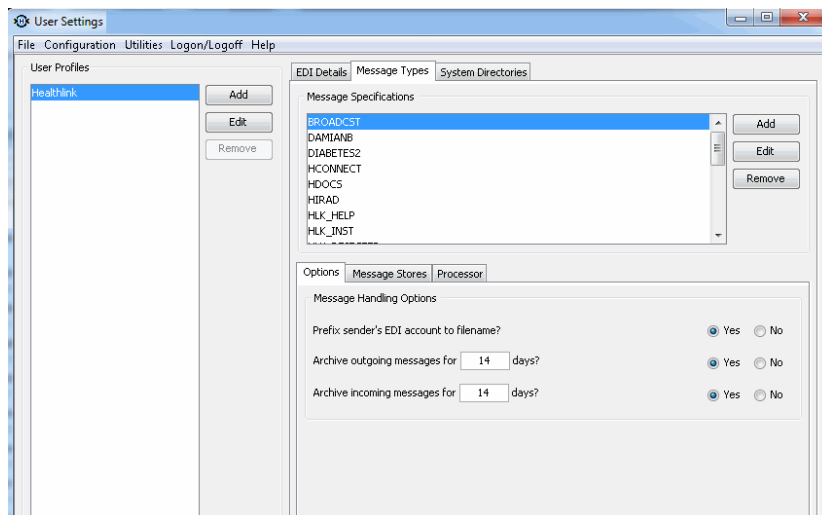 User Settings
File Configuration Utilities Logon/Logoff Help
User Profiles
Healthlink
Add
Edit
Remove
EDI Details Message Types System Directories
Message Specifications
BROADCST
DAMIANB
DIABETES2
HCONNECT
HDOCS
HIRAD
HLK_HELP
HLK_INST
Add
Edit
Remove
Options Message Stores Processor
Message Handling Options
Prefix sender's EDI account to filename? Yes No
Archive outgoing messages for 14 days? Yes No
Archive incoming messages for 14 days? Yes No